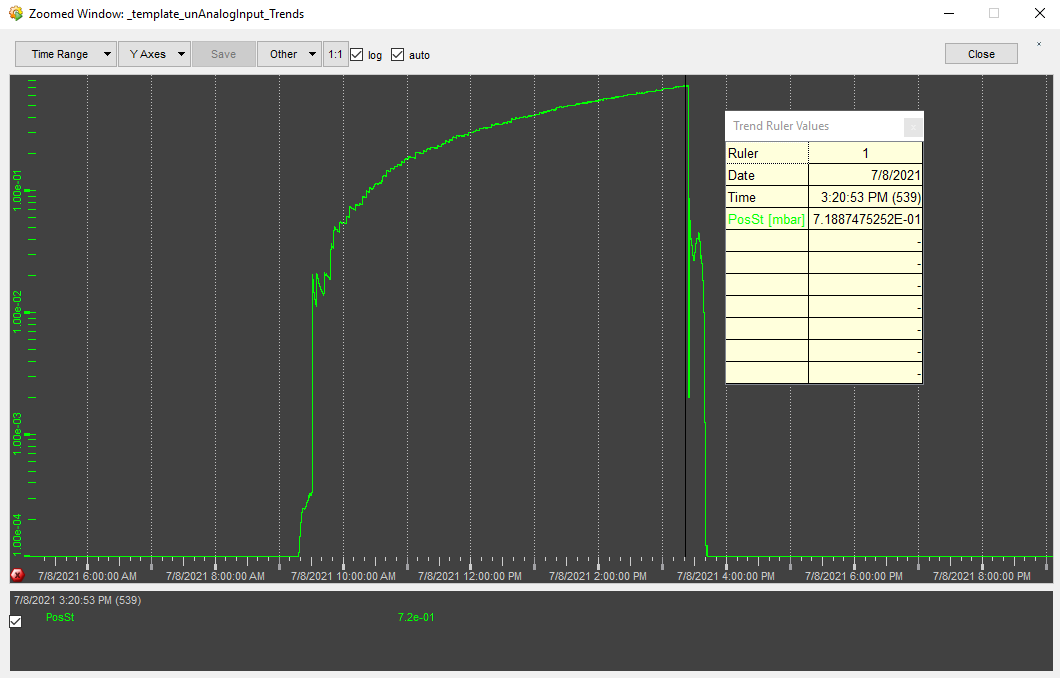 Zoomed Window: _template_unAnalogInput_Trends
Time Range Y Axes Save Other 1:1 log auto Close
Trend Ruler Values
Ruler 1
Date 7/8/2021
Time 3:20:53 PM (539)
PosSt [mbar] 7.1887475252E-01
-
-
-
-
-
-
-
1.00e-01
1.00e-02
1.00e-03
1.00e-04
7/8/2021 6:00:00 AM 7/8/2021 8:00:00 AM 7/8/2021 10:00:00 AM 7/8/2021 12:00:00 PM 7/8/2021 2:00:00 PM 7/8/2021 4:00:00 PM 7/8/2021 6:00:00 PM 7/8/2021 8:00:00 PM
7/8/2021 3:20:53 PM (539)
PosSt 7.2e-01